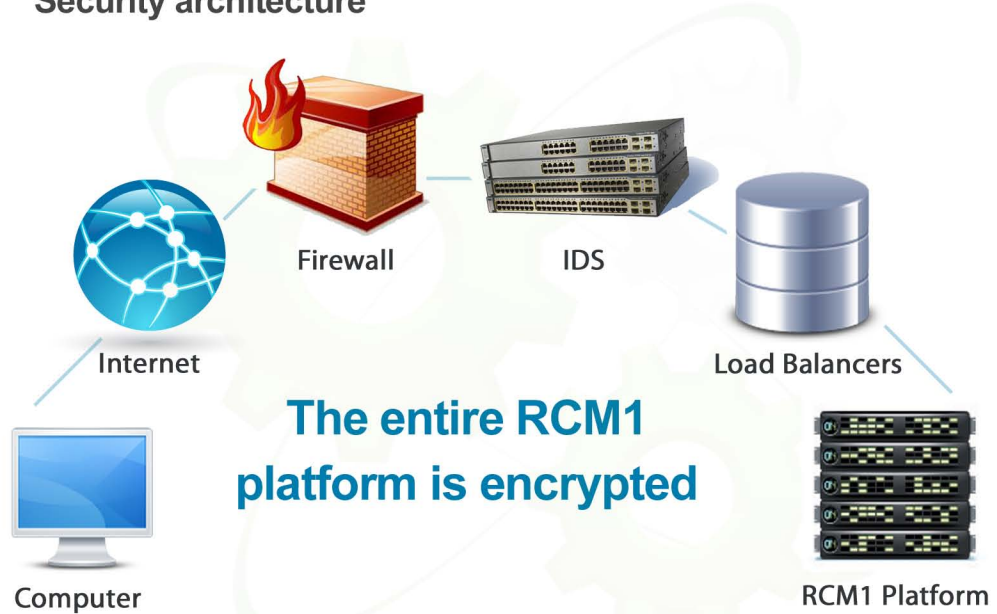 Security architecture
Firewall
IDS
Internet
Load Balancers
The entire RCM1
platform is encrypted
Computer
RCM1 Platform